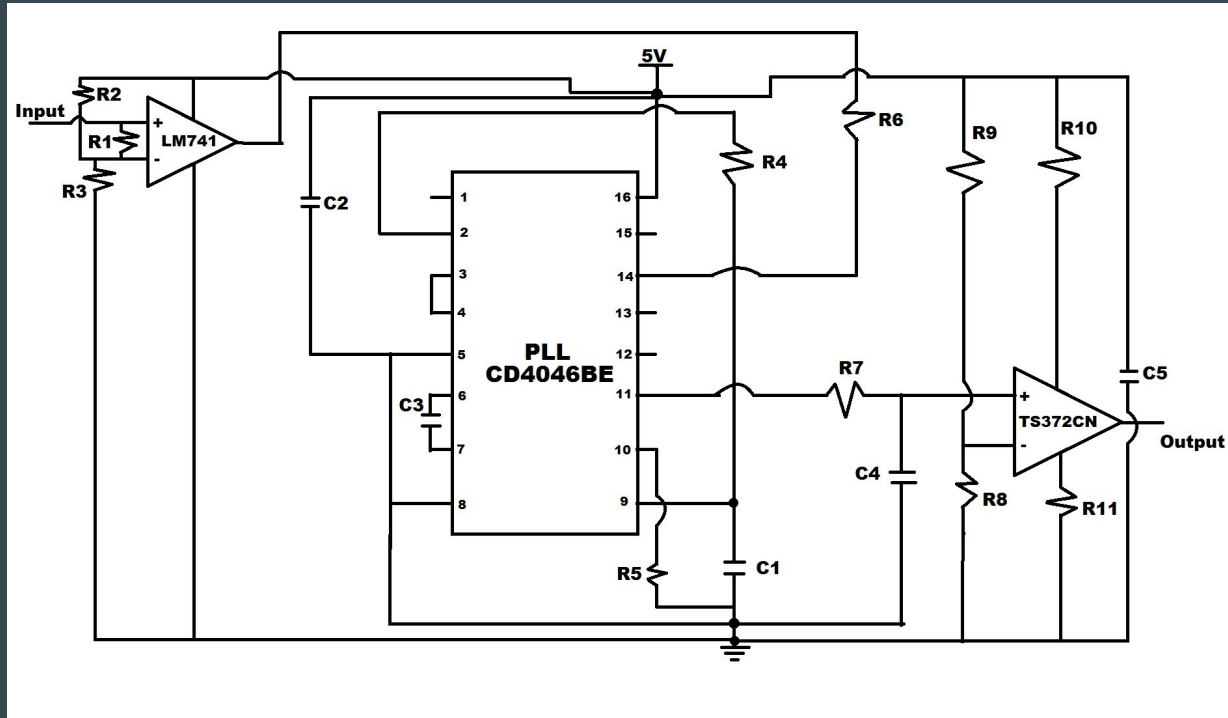 5V
R2
Input
+
R1
LM741
-
R3
R6
R9
R10
R4
C2
1
16
2
15
3
14
4
13
5
12
PLL
CD4046BE
6
11
C3
7
10
8
9
R7
+
TS372CN
-
C5
Output
C4
R8
R11
R5
C1